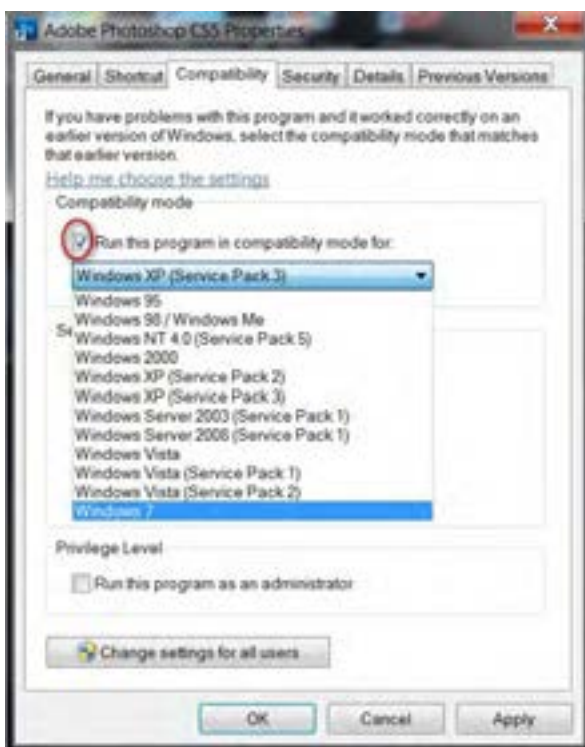 Adobe Photoshop CS5 Properties
General Shortcut Compatibility Security Details Previous Versions
If you have problems with this program and it worked correctly on an
earlier version of Windows, select the compatibility mode that matches
that earlier version.
Help me choose the settings
Compatibility mode
Run this program in compatibility mode for:
Windows XP (Service Pack 3)
Windows 95
Windows 98 / Windows Me
Windows NT 4.0 (Service Pack 5)
Windows 2000
Windows XP (Service Pack 2)
Windows XP (Service Pack 3)
Windows Server 2003 (Service Pack 1)
Windows Server 2008 (Service Pack 1)
Windows Vista
Windows Vista (Service Pack 1)
Windows Vista (Service Pack 2)
Windows 7
Privilege Level
Run this program as an administrator
Change settings for all users
OK Cancel Apply